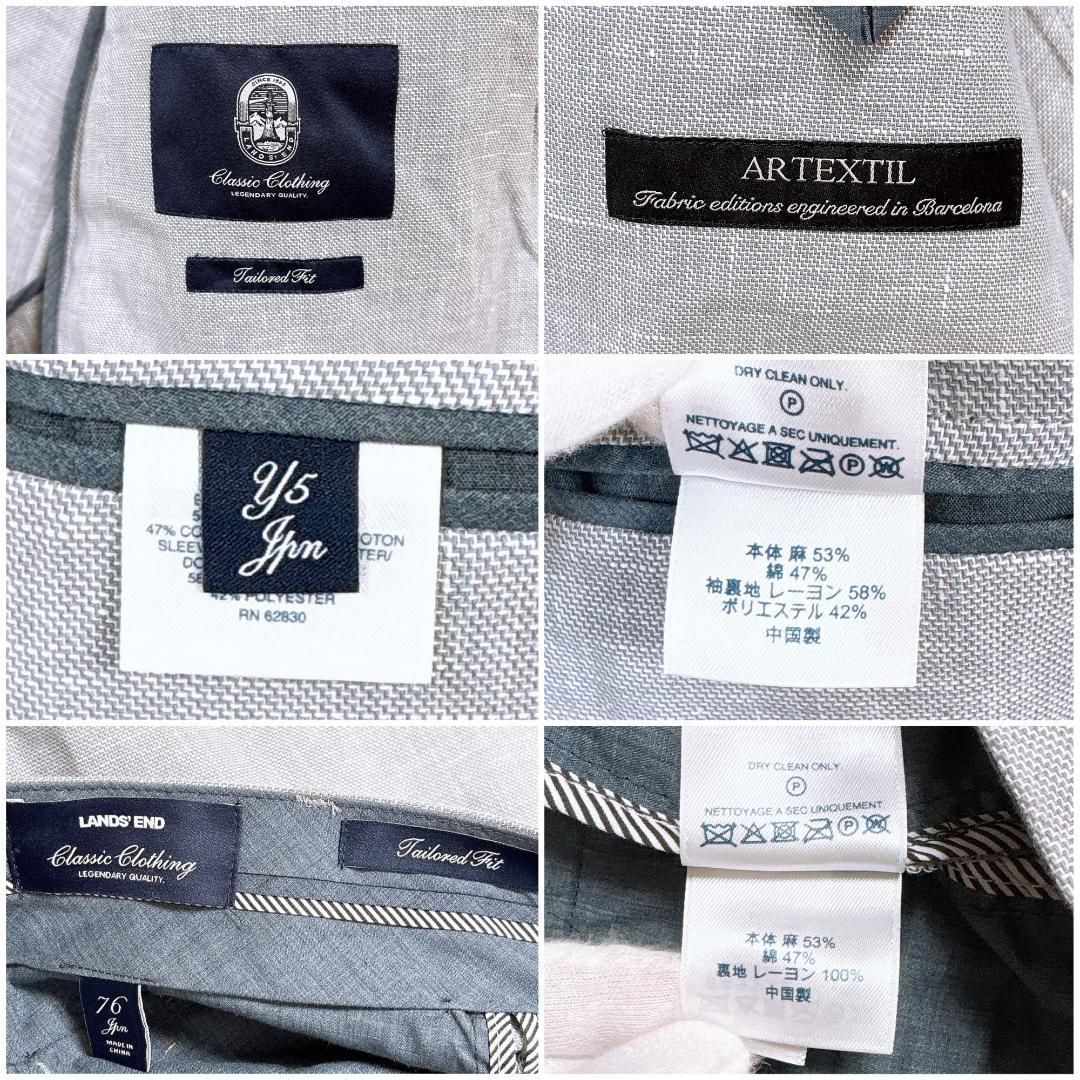 SINCE 1963
LANDS' END
Classic Clothing
LEGENDARY QUALITY.
Tailored Fit
ARTEXTIL
Fabric editions engineered in Barcelona
Y5
Jpn
47% CO OTON
SLEEV TER/
DO
42% POLYESTER
RN 62830
DRY CLEAN ONLY.
P
NETTOYAGE A SEC UNIQUEMENT.
P W
本体 麻 53%
綿 47%
袖裏地 レーヨン 58%
ポリエステル 42%
中国製
LANDS' END
Classic Clothing
LEGENDARY QUALITY.
Tailored Fit
76
Jpn
MADE IN
CHINA
DRY CLEAN ONLY.
P
NETTOYAGE A SEC UNIQUEMENT
P W
本体 麻 53%
綿 47%
裏地 レーヨン 100%
中国製